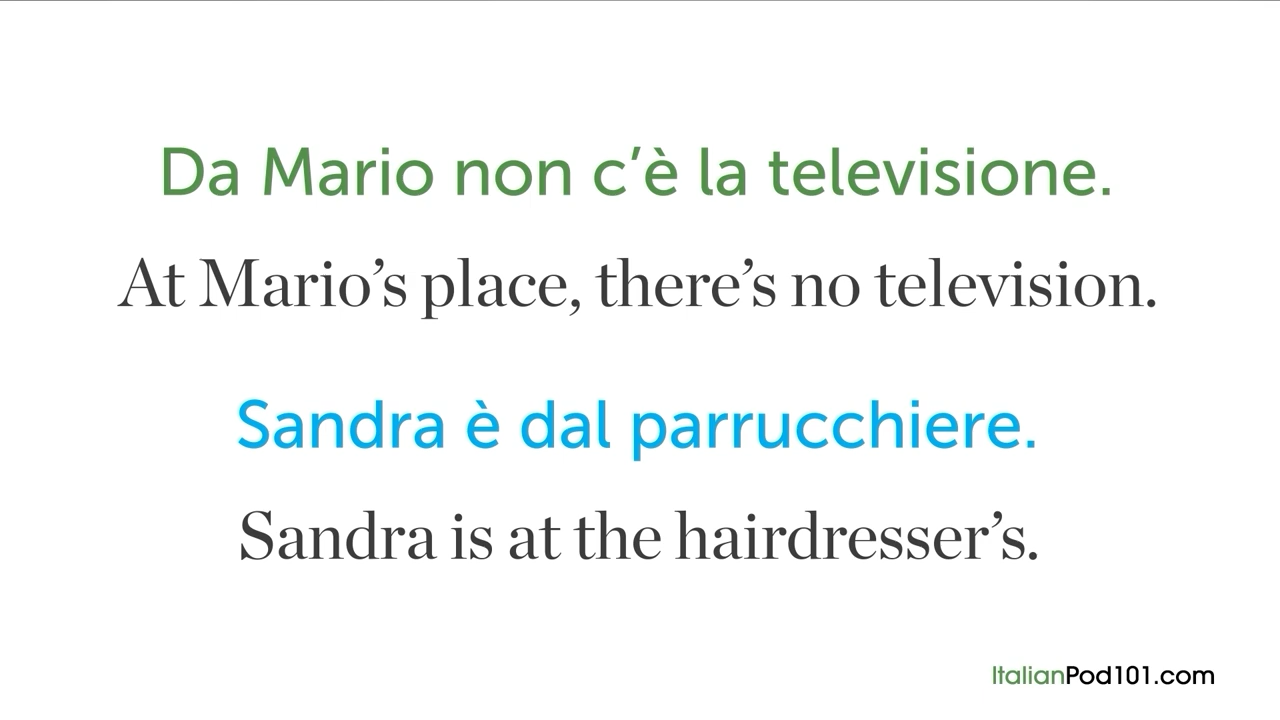 Da Mario non c’è la televisione.
At Mario’s place, there’s no television.
Sandra è dal parrucchiere.
Sandra is at the hairdresser’s.
ItalianPod101.com